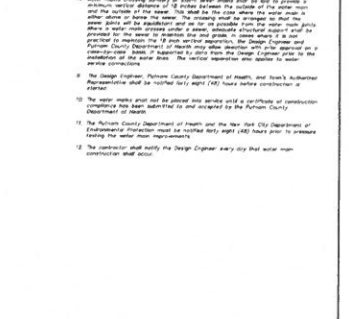 minimum vertical distance of 18 inches between the outside of the water main
and the outside of the sewer. This shall be the case where the water main is
either above or below the sewer. The crossing shall be arranged so that the
sewer joints will be equidistant and as far as possible from the water main joints.
Where a water main crosses under a sewer, adequate structural support shall be
provided for the sewer to maintain line and grade. In cases where it is not
practical to maintain the 18 inch vertical separation, the Design Engineer and
Putnam County Department of Health may allow deviation with prior approval on a
case-by-case basis if supported by data from the Design Engineer prior to the
installation of the water lines. The vertical separation also applies to water
service connections
9. The Design Engineer, Putnam County Department of Health, and Town's Authorized
Representative shall be notified forty eight (48) hours before construction is
started.
10. The water mains shall not be placed into service until a certificate of construction
compliance has been submitted to and accepted by the Putnam County
Department of Health.
11. The Putnam County Department of Health and the New York City Department of
Environmental Protection must be notified forty eight (48) hours prior to pressure
testing the water main improvements.
12. The contractor shall notify the Design Engineer every day that water main
construction shall occur.